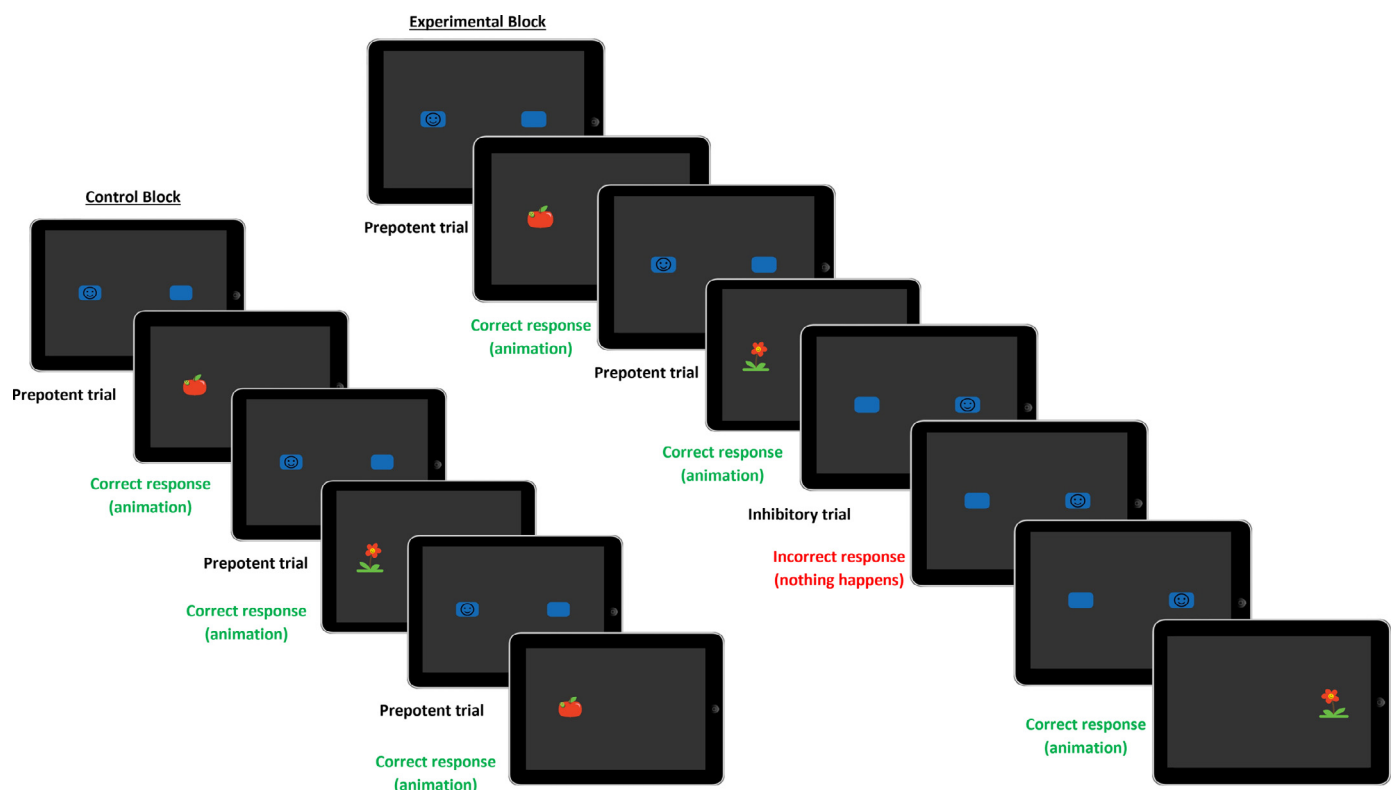 Experimental Block
Prepotent trial
Correct response
(animation)
Prepotent trial
Correct response
(animation)
Inhibitory trial
Incorrect response
(nothing happens)
Correct response
(animation)
Control Block
Prepotent trial
Correct response
(animation)
Prepotent trial
Correct response
(animation)
Prepotent trial
Correct response
(animation)